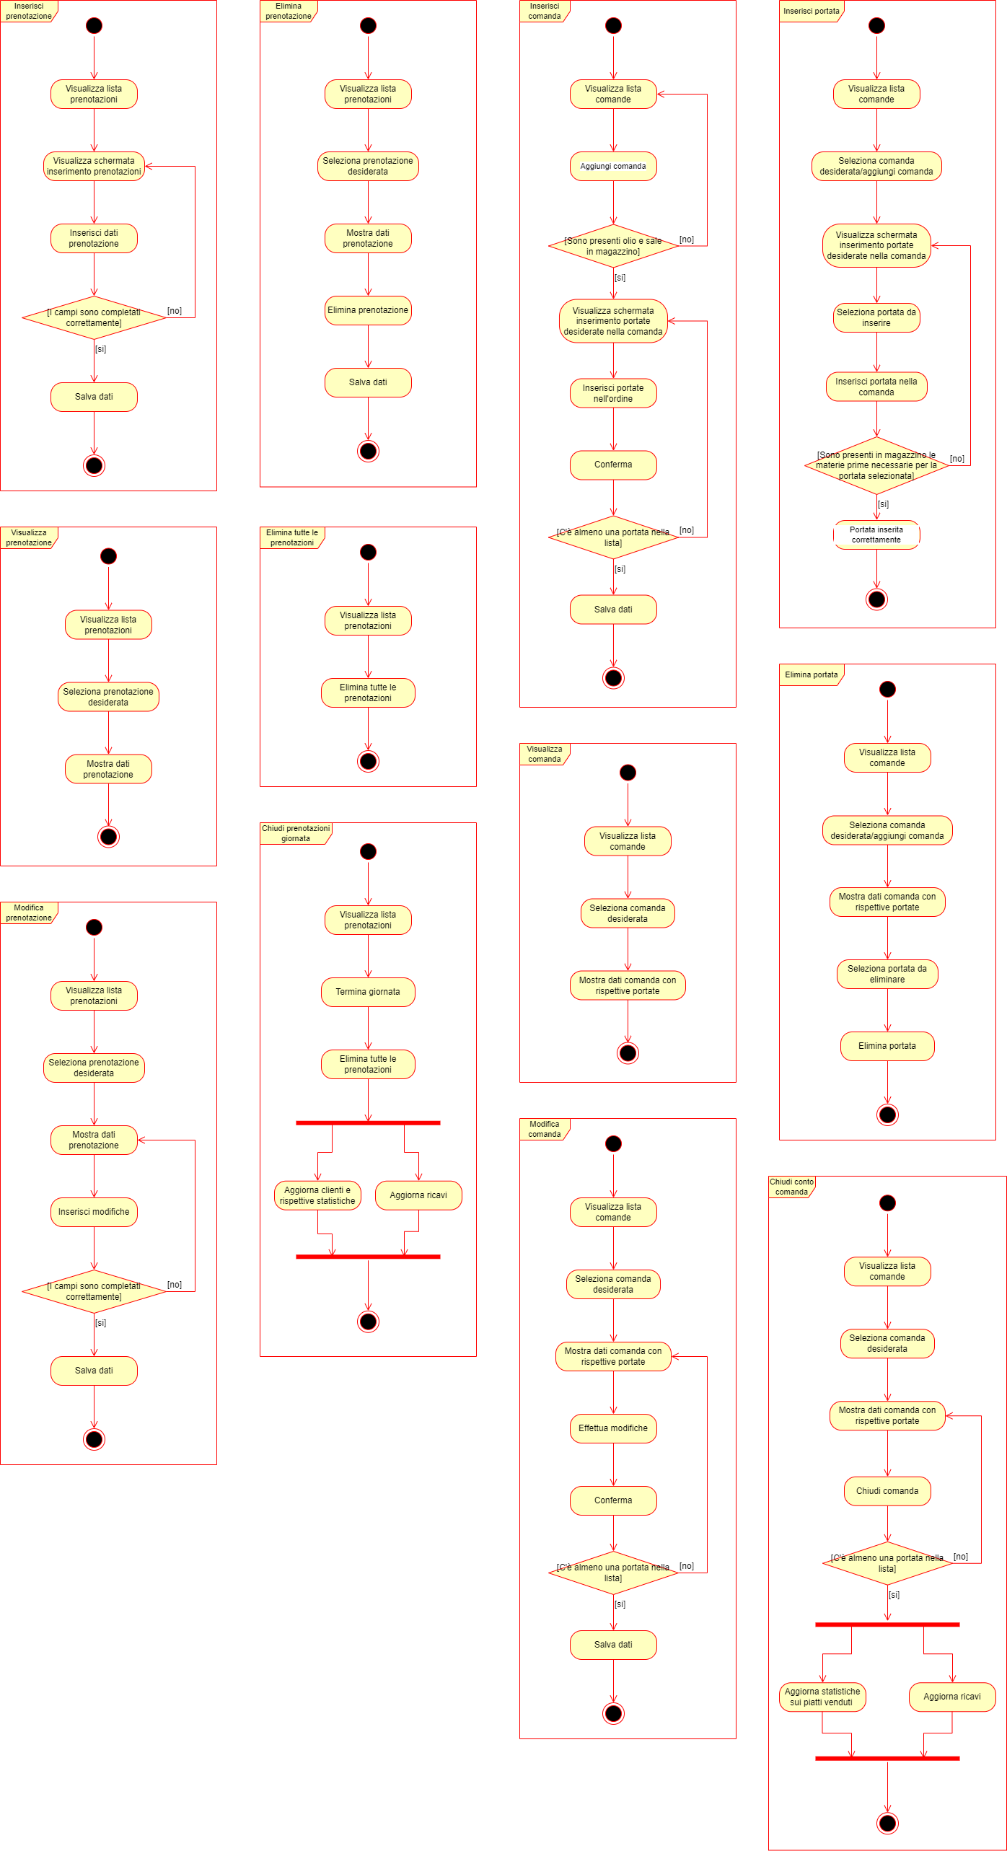 Inserisci
prenotazione
Visualizza lista
prenotazioni
Visualizza schermata
inserimento prenotazioni
Inserisci dati
prenotazione
[I campi sono completati
correttamente]
[no]
[si]
Salva dati
Visualizza
prenotazione
Visualizza lista
prenotazioni
Seleziona prenotazione
desiderata
Mostra dati
prenotazione
Modifica
prenotazione
Visualizza lista
prenotazioni
Seleziona prenotazione
desiderata
Mostra dati
prenotazione
Inserisci modifiche
[I campi sono completati
correttamente]
[no]
[si]
Salva dati
Elimina
prenotazione
Visualizza lista
prenotazioni
Seleziona prenotazione
desiderata
Mostra dati
prenotazione
Elimina prenotazione
Salva dati
Elimina tutte le
prenotazioni
Visualizza lista
prenotazioni
Elimina tutte le
prenotazioni
Chiudi prenotazioni
giornata
Visualizza lista
prenotazioni
Termina giornata
Elimina tutte le
prenotazioni
Aggiorna clienti e
rispettive statistiche
Aggiorna ricavi
Inserisci
comanda
Visualizza lista
comande
Aggiungi comanda
[Sono presenti olio e sale
in magazzino]
[no]
[si]
Visualizza schermata
inserimento portate
desiderate nella comanda
Inserisci portate
nell'ordine
Conferma
[C'è almeno una portata nella
lista]
[no]
[si]
Salva dati
Visualizza
comanda
Visualizza lista
comande
Seleziona comanda
desiderata
Mostra dati comanda con
rispettive portate
Modifica
comanda
Visualizza lista
comande
Seleziona comanda
desiderata
Mostra dati comanda con
rispettive portate
Effettua modifiche
Conferma
[C'è almeno una portata nella
lista]
[no]
[si]
Salva dati
Inserisci portata
Visualizza lista
comande
Seleziona comanda
desiderata/aggiungi comanda
Visualizza schermata
inserimento portate
desiderate nella comanda
Seleziona portata da
inserire
Inserisci portata nella
comanda
[Sono presenti in magazzino le
materie prime necessarie per la
portata selezionata]
[no]
[si]
Portata inserita
correttamente
Elimina portata
Visualizza lista
comande
Seleziona comanda
desiderata/aggiungi comanda
Mostra dati comanda con
rispettive portate
Seleziona portata da
eliminare
Elimina portata
Chiudi conto
comanda
Visualizza lista
comande
Seleziona comanda
desiderata
Mostra dati comanda con
rispettive portate
Chiudi comanda
[C'è almeno una portata nella
lista]
[no]
[si]
Aggiorna statistiche
sui piatti venduti
Aggiorna ricavi